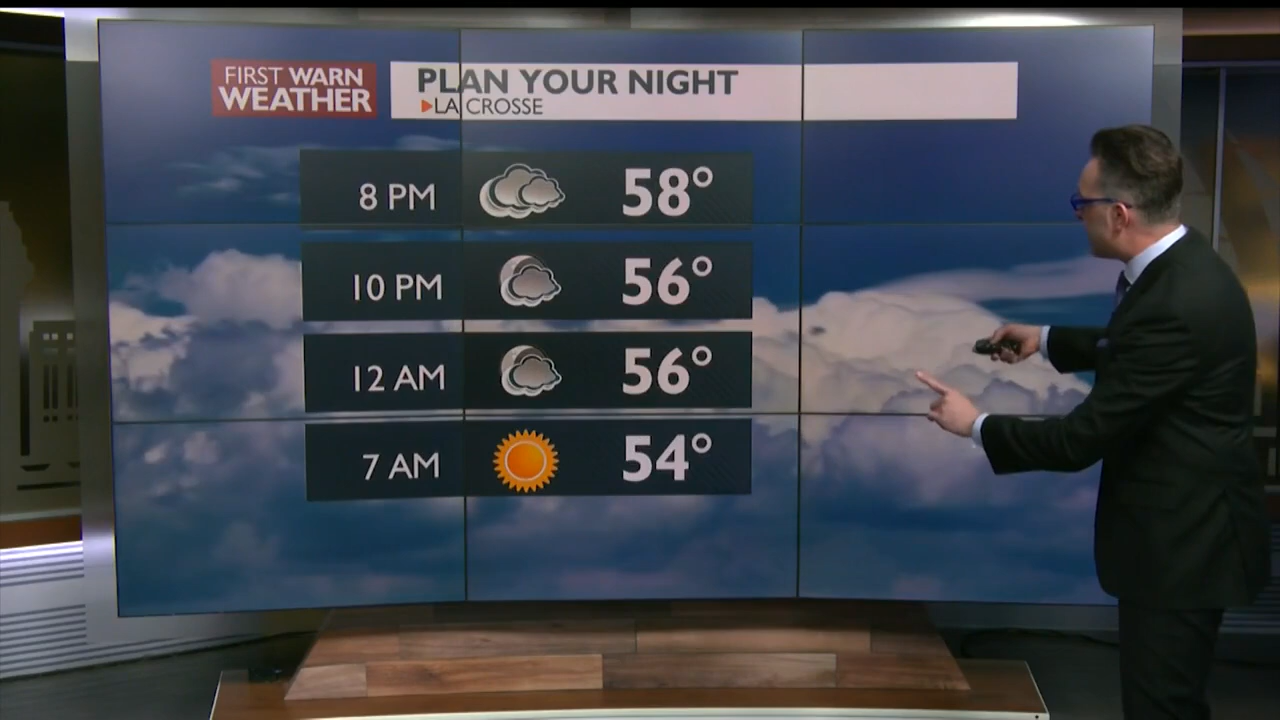 FIRST WARN
WEATHER
PLAN YOUR NIGHT
LA CROSSE
8 PM 58°
10 PM 56°
12 AM 56°
7 AM 54°